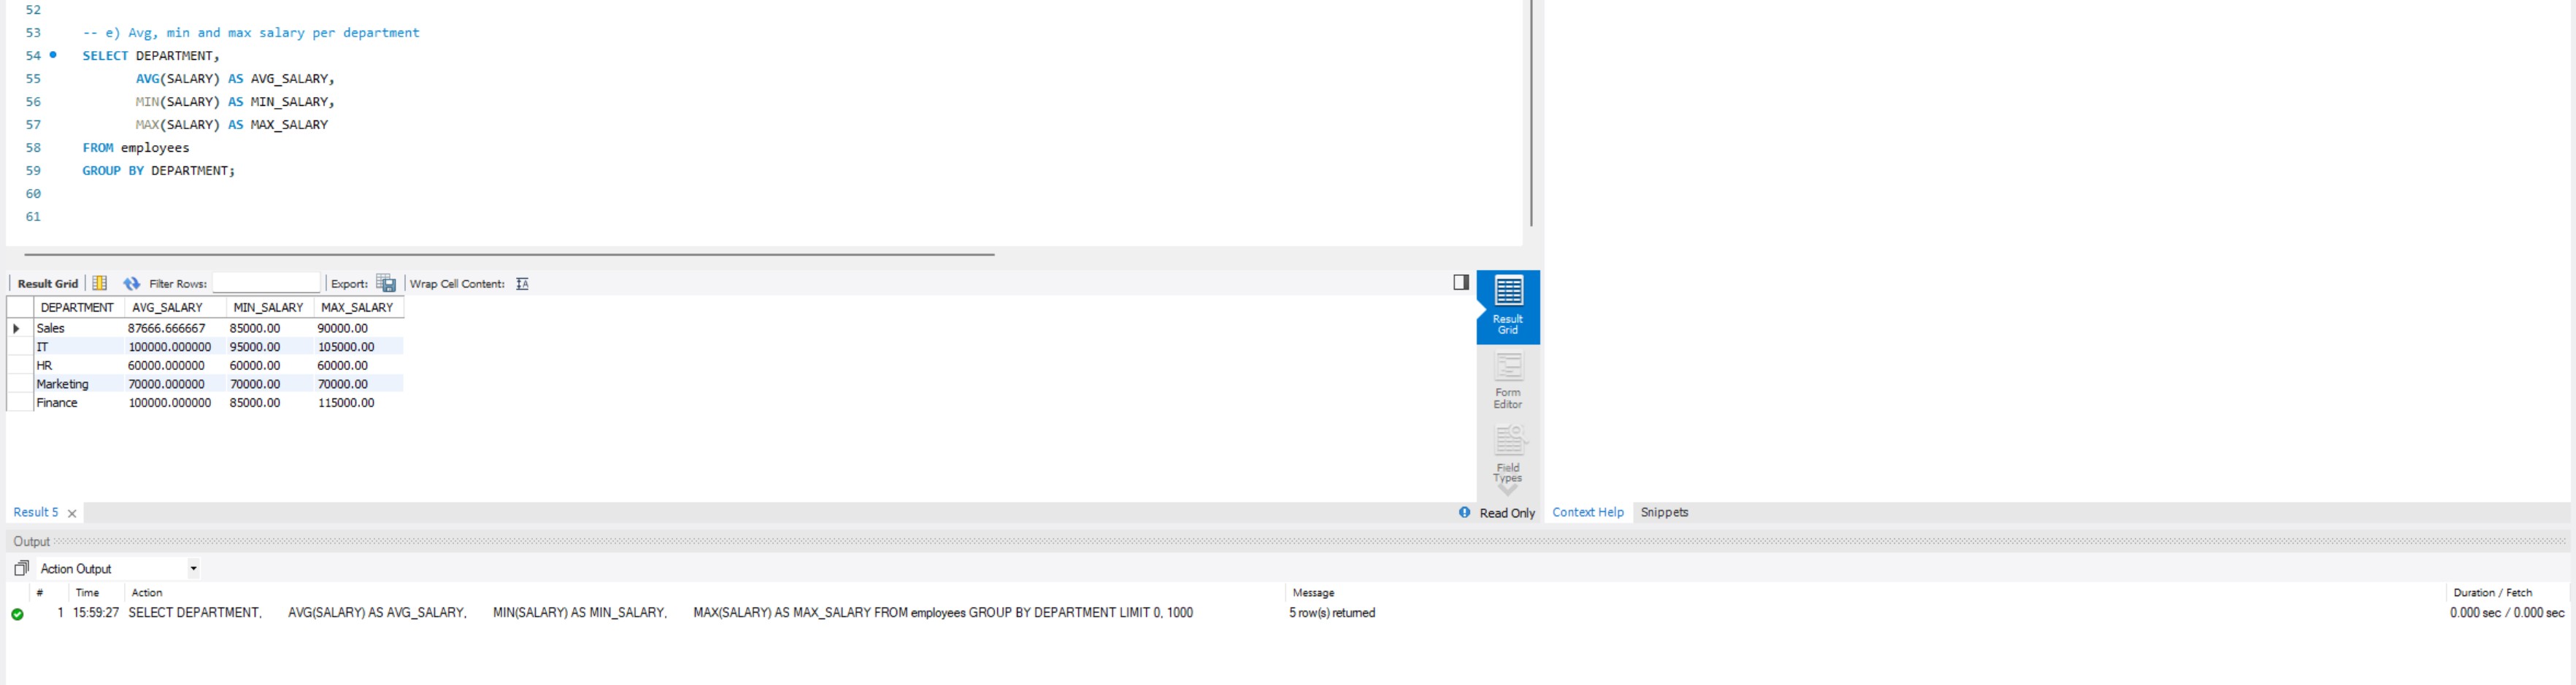 52
53 -- e) Avg, min and max salary per department
54 SELECT DEPARTMENT,
55 AVG(SALARY) AS AVG_SALARY,
56 MIN(SALARY) AS MIN_SALARY,
57 MAX(SALARY) AS MAX_SALARY
58 FROM employees
59 GROUP BY DEPARTMENT;
60
61
Result Grid Filter Rows: Export: Wrap Cell Content:
DEPARTMENT AVG_SALARY MIN_SALARY MAX_SALARY
Sales 87666.666667 85000.00 90000.00
IT 100000.000000 95000.00 105000.00
HR 60000.000000 60000.00 60000.00
Marketing 70000.000000 70000.00 70000.00
Finance 100000.000000 85000.00 115000.00
Result
Grid
Form
Editor
Field
Types
Result 5 Read Only Context Help Snippets
Output
Action Output
# Time Action Message Duration / Fetch
1 15:59:27 SELECT DEPARTMENT, AVG(SALARY) AS AVG_SALARY, MIN(SALARY) AS MIN_SALARY, MAX(SALARY) AS MAX_SALARY FROM employees GROUP BY DEPARTMENT LIMIT 0, 1000 5 row(s) returned 0.000 sec / 0.000 sec